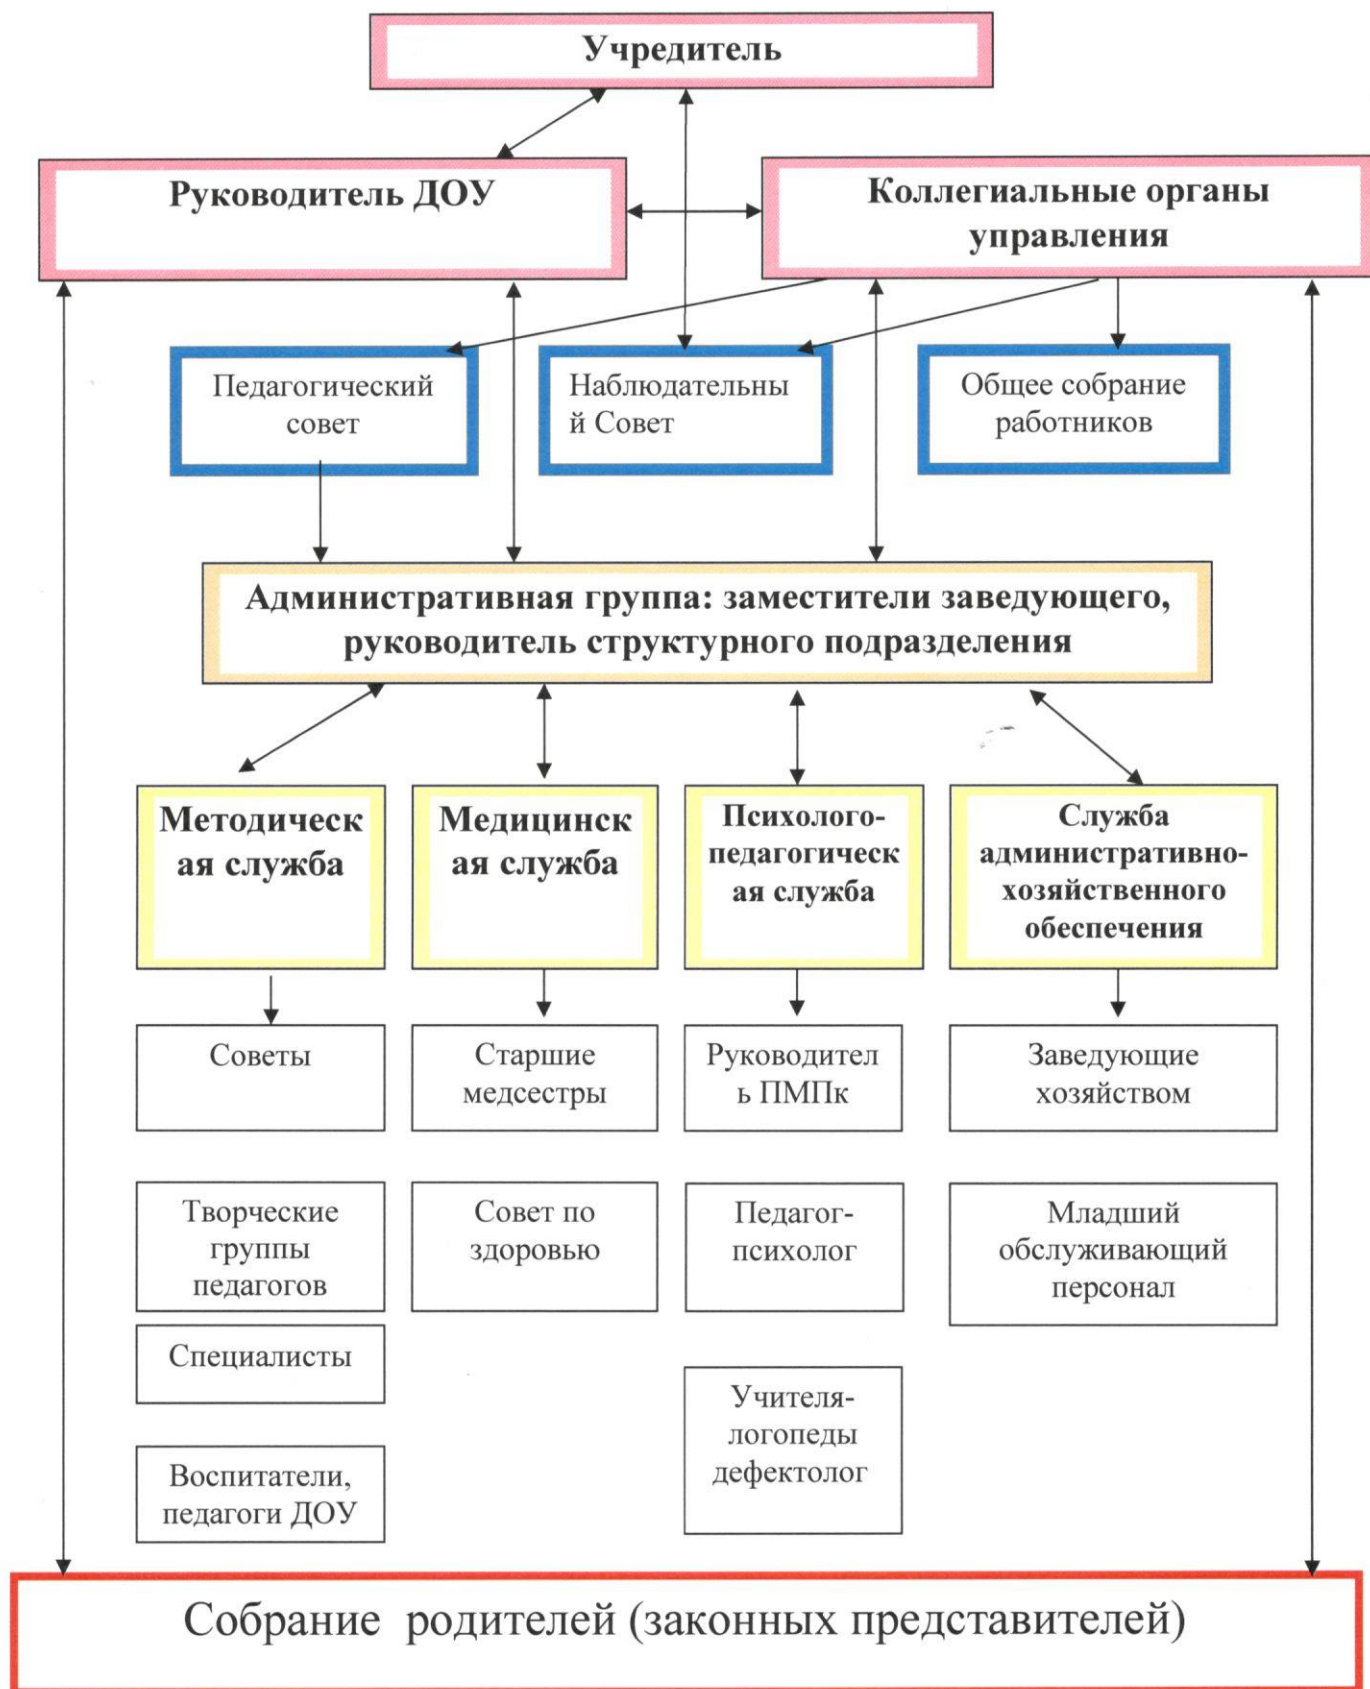 Учредитель
Руководитель ДОУ
Коллегиальные органы
управления
Педагогический
совет
Наблюдательны
й Совет
Общее собрание
работников
Административная группа: заместители заведующего,
руководитель структурного подразделения
Методическ
ая служба
Медицинск
ая служба
Психолого-
педагогическ
ая служба
Служба
административно-
хозяйственного
обеспечения
Советы
Старшие
медсестры
Руководител
ь ПМПк
Заведующие
хозяйством
Творческие
группы
педагогов
Совет по
здоровью
Педагог-
психолог
Младший
обслуживающий
персонал
Специалисты
Учителя-
логопеды
дефектолог
Воспитатели,
педагоги ДОУ
Собрание родителей (законных представителей)